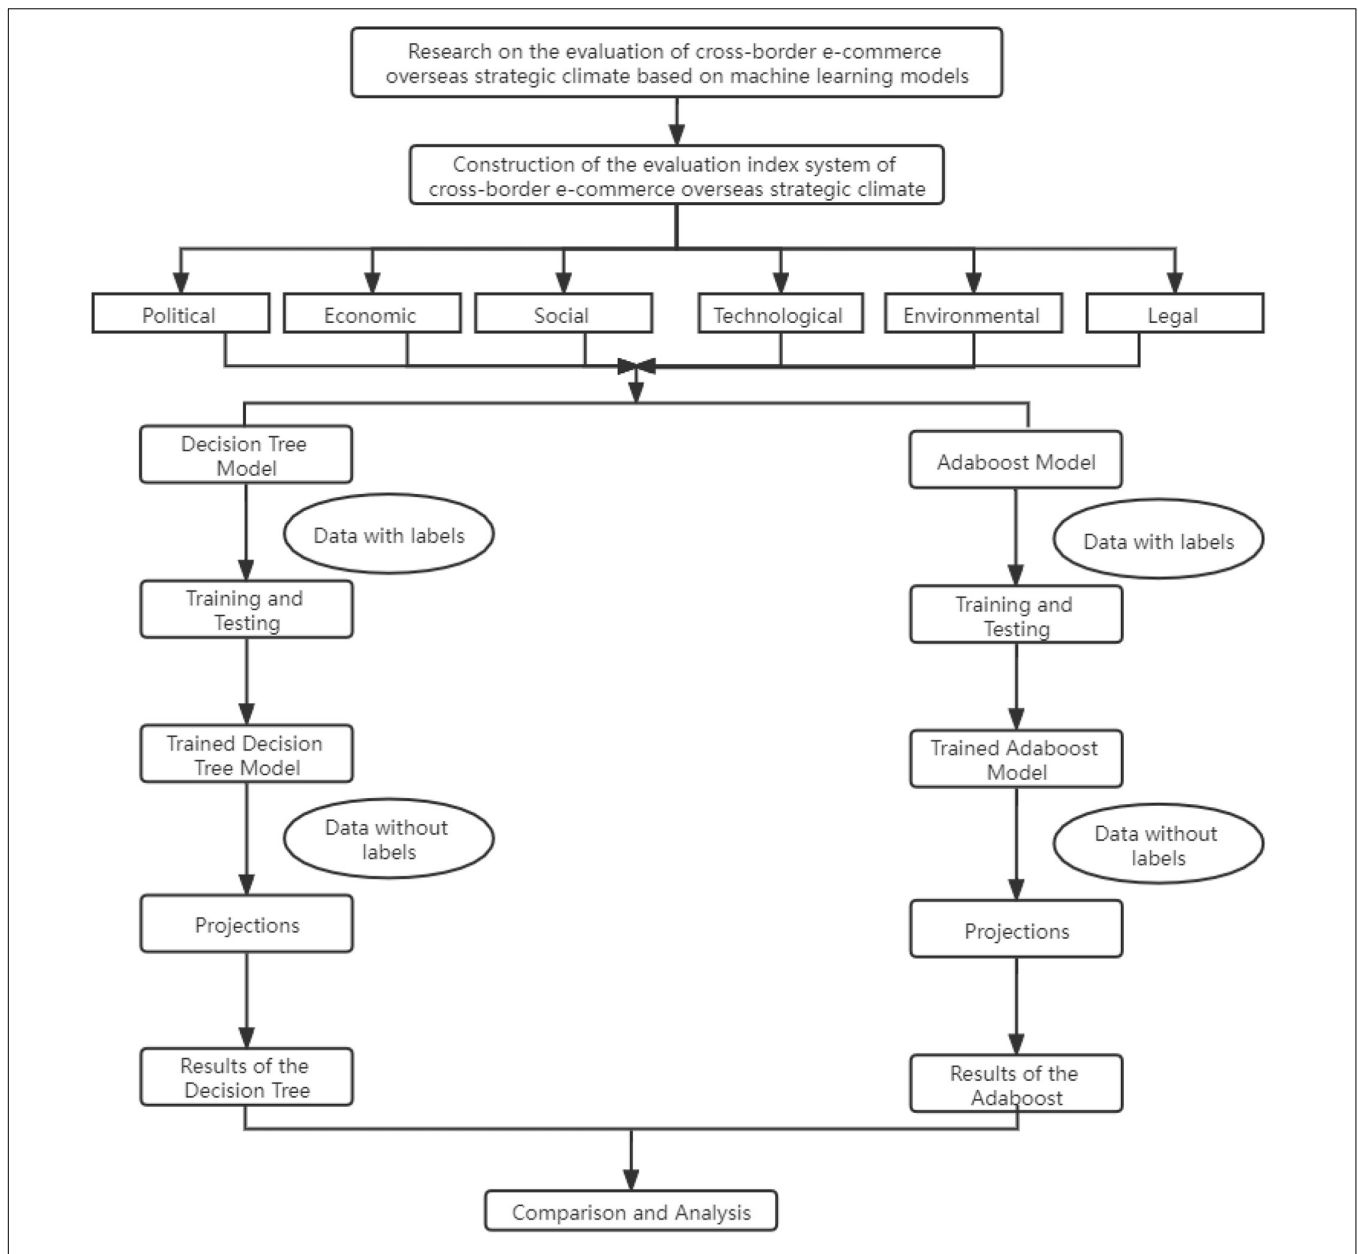 Research on the evaluation of cross-border e-commerce
overseas strategic climate based on machine learning models
Construction of the evaluation index system of
cross-border e-commerce overseas strategic climate
Political
Economic
Social
Technological
Environmental
Legal
Decision Tree
Model
Adaboost Model
Data with labels
Data with labels
Training and
Testing
Training and
Testing
Trained Decision
Tree Model
Trained Adaboost
Model
Data without
labels
Data without
labels
Projections
Projections
Results of the
Decision Tree
Results of the
Adaboost
Comparison and Analysis